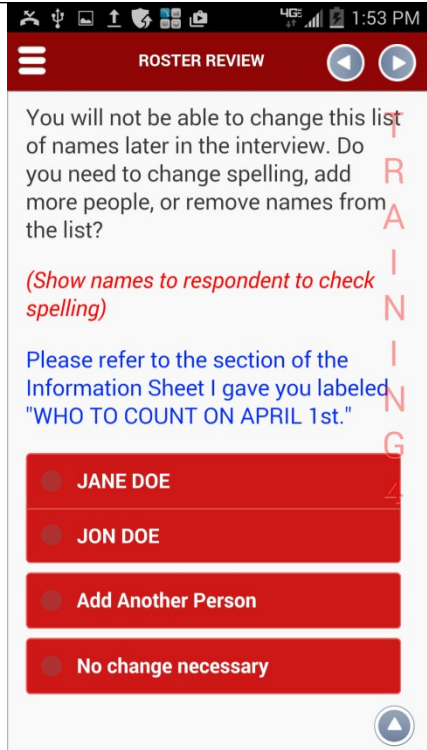 4G 1:53 PM
ROSTER REVIEW
You will not be able to change this list
of names later in the interview. Do
you need to change spelling, add
more people, or remove names from
the list?
(Show names to respondent to check
spelling)
Please refer to the section of the
Information Sheet I gave you labeled
"WHO TO COUNT ON APRIL 1st."
JANE DOE
JON DOE
Add Another Person
No change necessary
TRAINING4